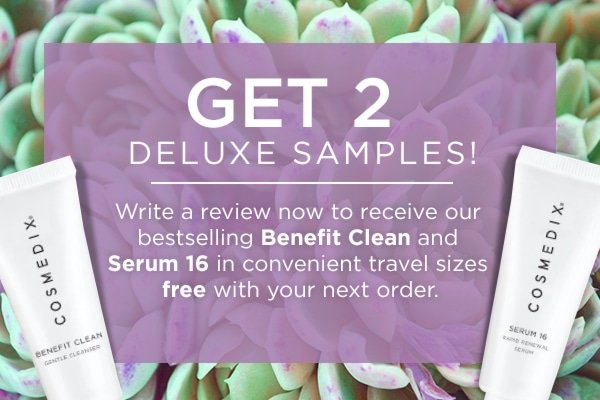 GET 2
DELUXE SAMPLES!
Write a review now to receive our
bestselling Benefit Clean and
Serum 16 in convenient travel sizes
free with your next order.
COSMEDIX
BENEFIT CLEAN
GENTLE CLEANSER
COSMEDIX
SERUM 16
RAPID RENEWAL
SERUM